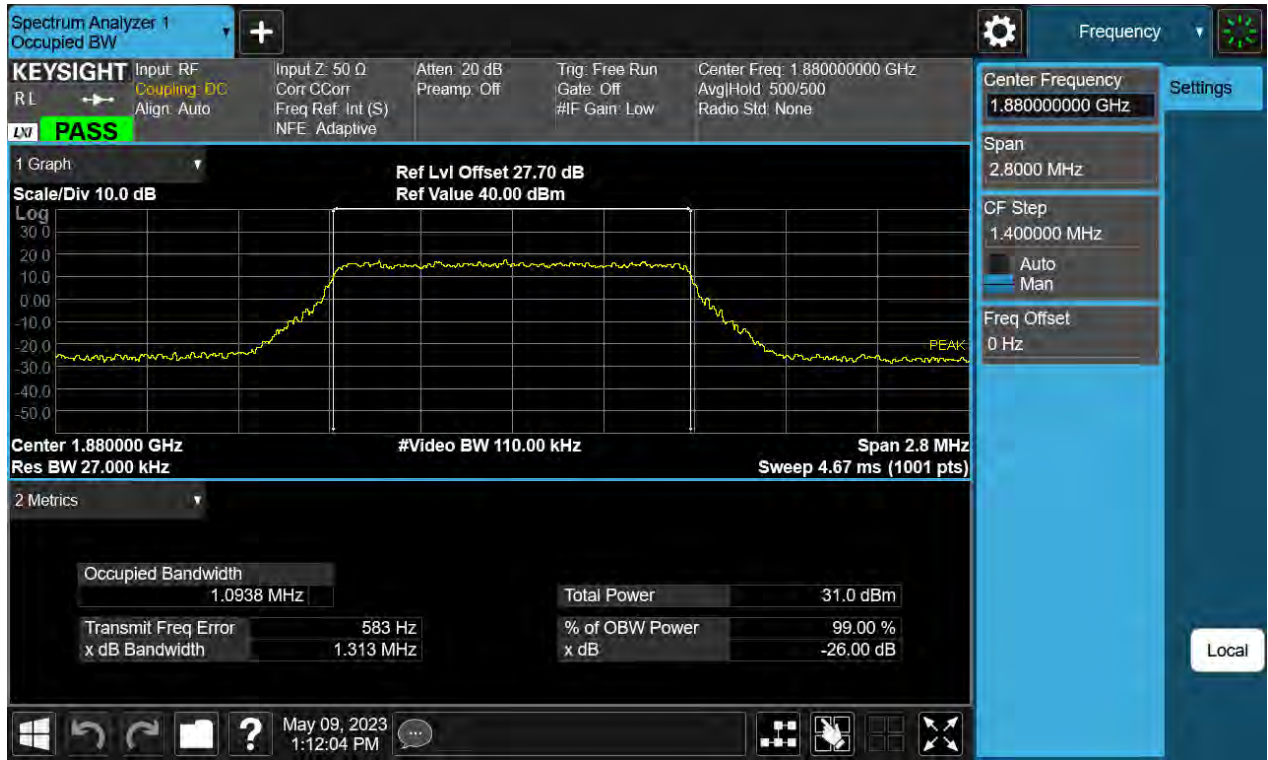 Spectrum Analyzer 1
Occupied BW
Frequency
KEYSIGHT
RL
LXI PASS
Input: RF
Coupling: DC
Align: Auto
Input Z: 50 Ω
Corr CCorr
Freq Ref: Int (S)
NFE: Adaptive
Atten: 20 dB
Preamp: Off
Trig: Free Run
Gate: Off
#IF Gain: Low
Center Freq: 1.880000000 GHz
Avg|Hold: 500/500
Radio Std: None
Center Frequency
1.880000000 GHz
Settings
Span
2.8000 MHz
CF Step
1.400000 MHz
Auto
Man
Freq Offset
0 Hz
1 Graph
Scale/Div 10.0 dB
Ref Lvl Offset 27.70 dB
Ref Value 40.00 dBm
Log
30.0
20.0
10.0
0.00
-10.0
-20.0
-30.0
-40.0
-50.0
PEAK
Center 1.880000 GHz
#Video BW 110.00 kHz
Span 2.8 MHz
Res BW 27.000 kHz
Sweep 4.67 ms (1001 pts)
2 Metrics
Occupied Bandwidth
1.0938 MHz
Total Power 31.0 dBm
Transmit Freq Error 583 Hz
% of OBW Power 99.00 %
x dB Bandwidth 1.313 MHz
x dB -26.00 dB
Local
?
May 09, 2023
1:12:04 PM